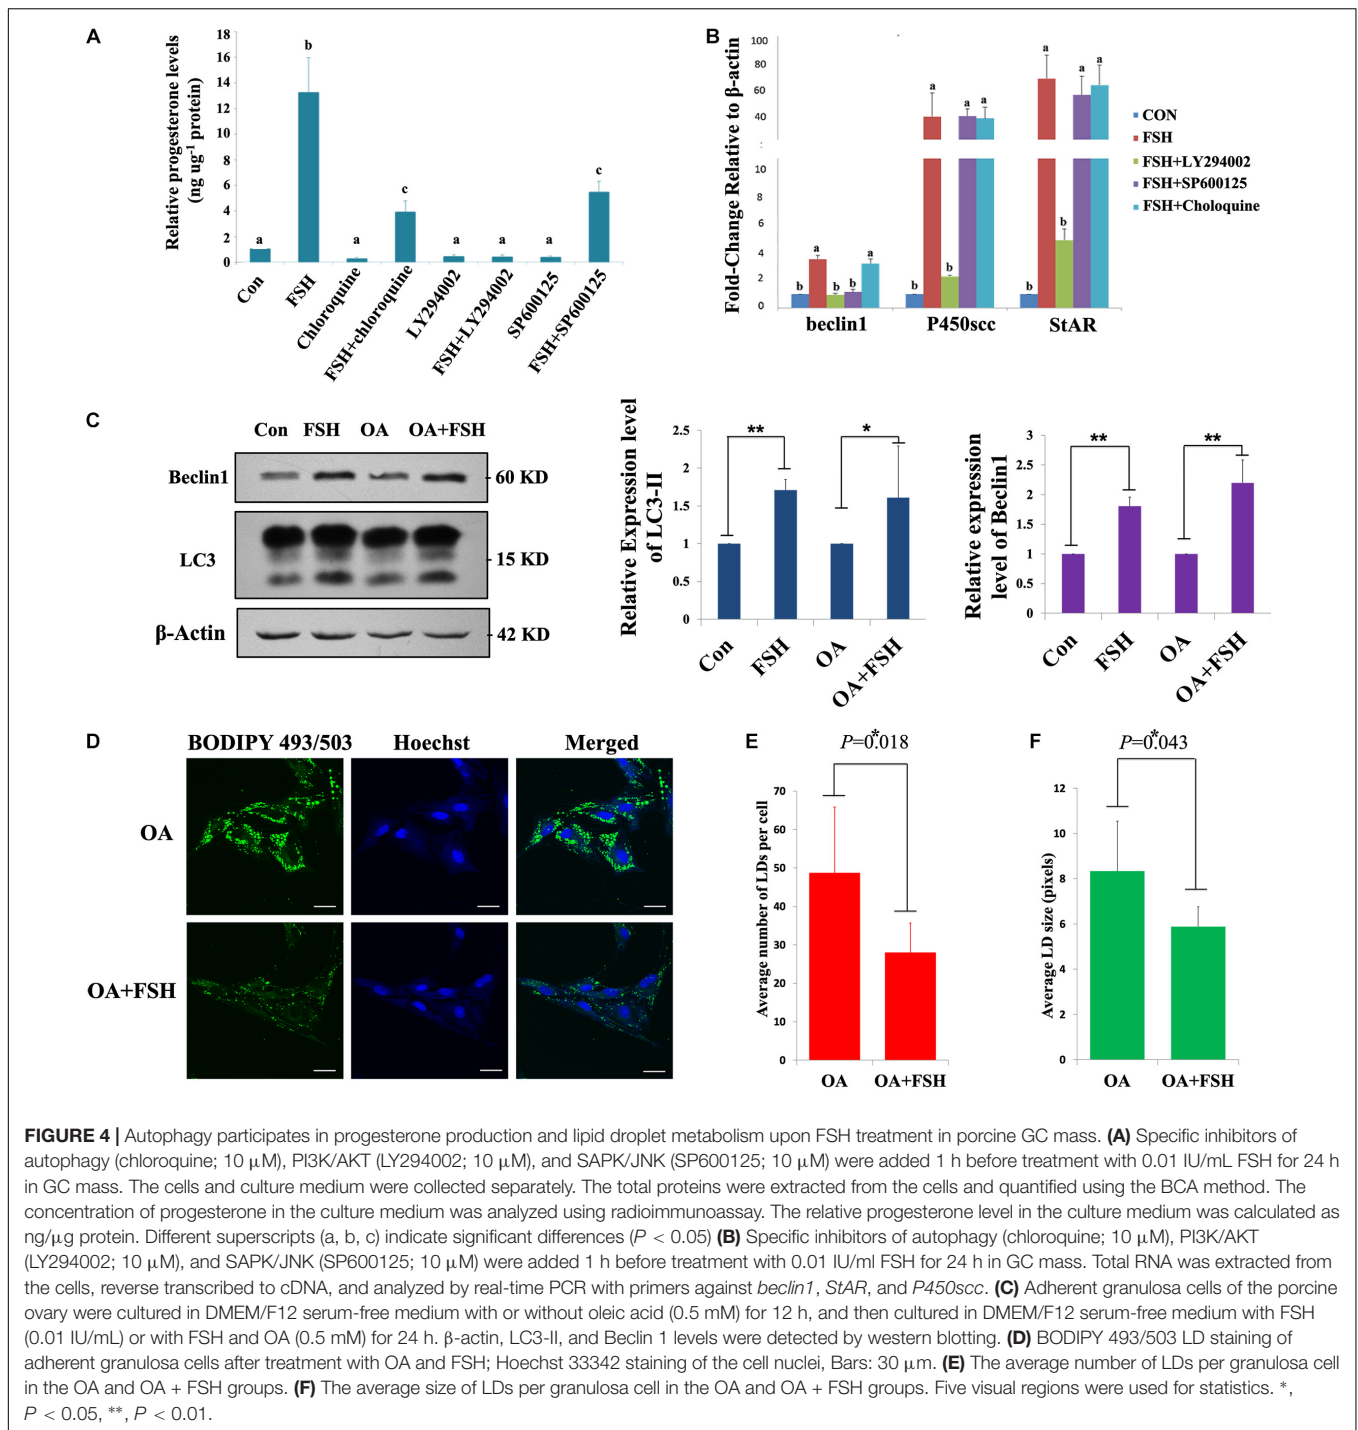 A
Relative progesterone levels
(ng ug-1 protein)
18
16
14
12
10
8
6
4
2
0
a
b
a
c
a
a
a
c
Con
FSH
Chloroquine
FSH+chloroquine
LY294002
FSH+LY294002
SP600125
FSH+SP600125
B
Fold-Change Relative to β-actin
100
80
60
40
10
8
6
4
2
0
b
a
b
b
a
b
a
b
a
a
b
a
b
a
a
beclin1
P450scc
StAR
CON
FSH
FSH+LY294002
FSH+SP600125
FSH+Choloquine
C
Con FSH OA OA+FSH
Beclin1
60 KD
LC3
15 KD
β-Actin
42 KD
Relative Expression level
of LC3-II
2.5
2
1.5
1
0.5
0
**
*
Con
FSH
OA
OA+FSH
Relative expression
level of Beclin1
3
2.5
2
1.5
1
0.5
0
**
**
Con
FSH
OA
OA+FSH
D
BODIPY 493/503 Hoechst Merged
OA
OA+FSH
E
*
P=0.018
Average number of LDs per cell
70
60
50
40
30
20
10
0
OA
OA+FSH
F
*
P=0.043
Average LD size (pixels)
12
10
8
6
4
2
0
OA
OA+FSH
FIGURE 4 | Autophagy participates in progesterone production and lipid droplet metabolism upon FSH treatment in porcine GC mass. (A) Specific inhibitors of
autophagy (chloroquine; 10 μM), PI3K/AKT (LY294002; 10 μM), and SAPK/JNK (SP600125; 10 μM) were added 1 h before treatment with 0.01 IU/mL FSH for 24 h
in GC mass. The cells and culture medium were collected separately. The total proteins were extracted from the cells and quantified using the BCA method. The
concentration of progesterone in the culture medium was analyzed using radioimmunoassay. The relative progesterone level in the culture medium was calculated as
ng/μg protein. Different superscripts (a, b, c) indicate significant differences (P < 0.05) (B) Specific inhibitors of autophagy (chloroquine; 10 μM), PI3K/AKT
(LY294002; 10 μM), and SAPK/JNK (SP600125; 10 μM) were added 1 h before treatment with 0.01 IU/ml FSH for 24 h in GC mass. Total RNA was extracted from
the cells, reverse transcribed to cDNA, and analyzed by real-time PCR with primers against beclin1, StAR, and P450scc. (C) Adherent granulosa cells of the porcine
ovary were cultured in DMEM/F12 serum-free medium with or without oleic acid (0.5 mM) for 12 h, and then cultured in DMEM/F12 serum-free medium with FSH
(0.01 IU/mL) or with FSH and OA (0.5 mM) for 24 h. β-actin, LC3-II, and Beclin 1 levels were detected by western blotting. (D) BODIPY 493/503 LD staining of
adherent granulosa cells after treatment with OA and FSH; Hoechst 33342 staining of the cell nuclei, Bars: 30 μm. (E) The average number of LDs per granulosa cell
in the OA and OA + FSH groups. (F) The average size of LDs per granulosa cell in the OA and OA + FSH groups. Five visual regions were used for statistics. *,
P < 0.05, **, P < 0.01.